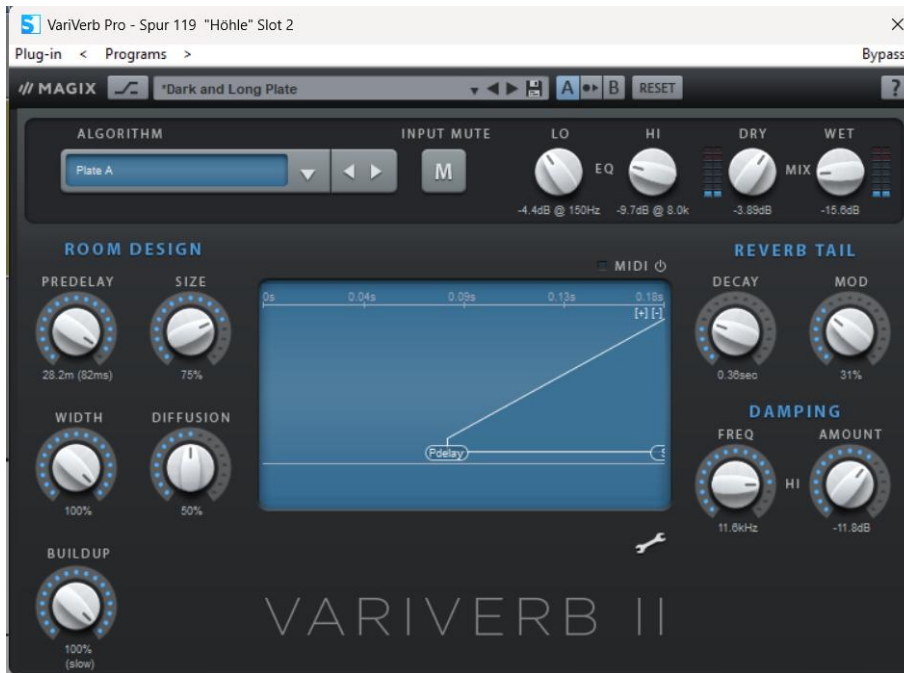 VariVerb Pro - Spur 119 "Höhle" Slot 2
Plug-in < Programs > Bypass
MAGIX *Dark and Long Plate A B RESET ?
ALGORITHM INPUT MUTE LO HI DRY WET
Plate A M EQ MIX
-4.4dB @ 150Hz -9.7dB @ 8.0k -3.89dB -15.6dB
ROOM DESIGN REVERB TAIL
MIDI
PREDELAY SIZE DECAY MOD
0s 0.04s 0.09s 0.13s 0.18s
[+] [-]
28.2m (82ms) 75% 0.36sec 31%
WIDTH DIFFUSION DAMPING
FREQ AMOUNT
Pdelay S
HI
100% 50% 11.6kHz -11.8dB
BUILDUP
VARIVERB II
100%
(slow)